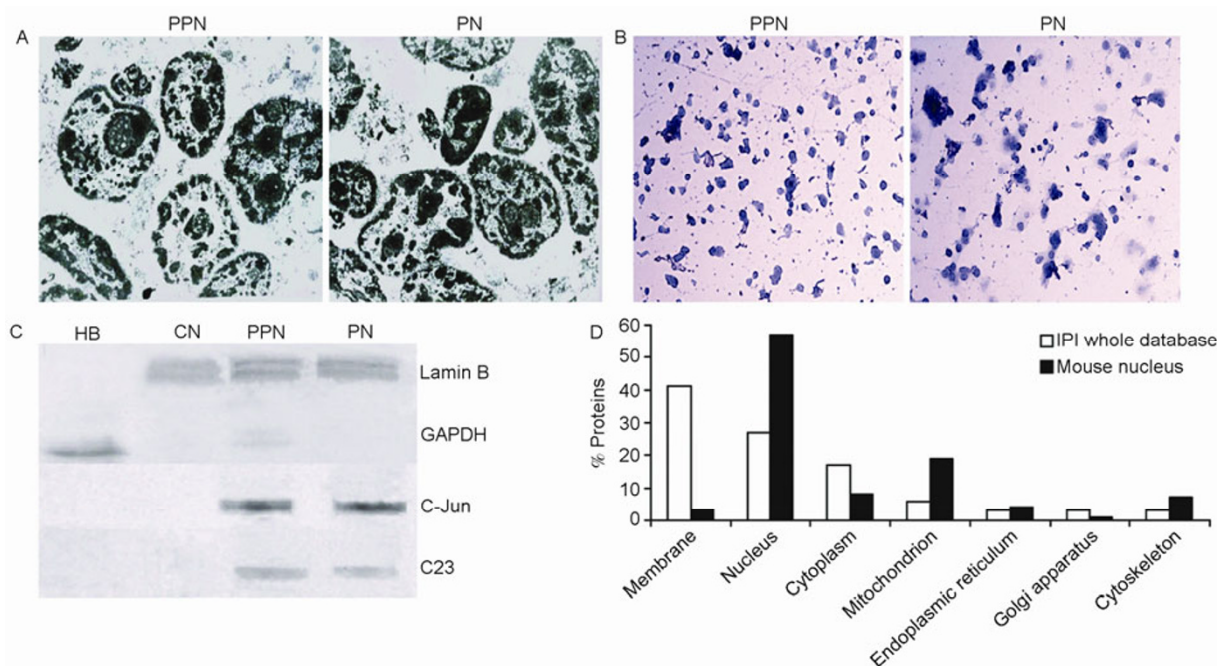 A
PPN
PN
B
PPN
PN
C
HB
CN
PPN
PN
Lamin B
GAPDH
C-Jun
C23
D
60
50
40
30
20
10
0
% Proteins
IPI whole database
Mouse nucleus
Membrane
Nucleus
Cytoplasm
Mitochondrion
Endoplasmic reticulum
Golgi apparatus
Cytoskeleton